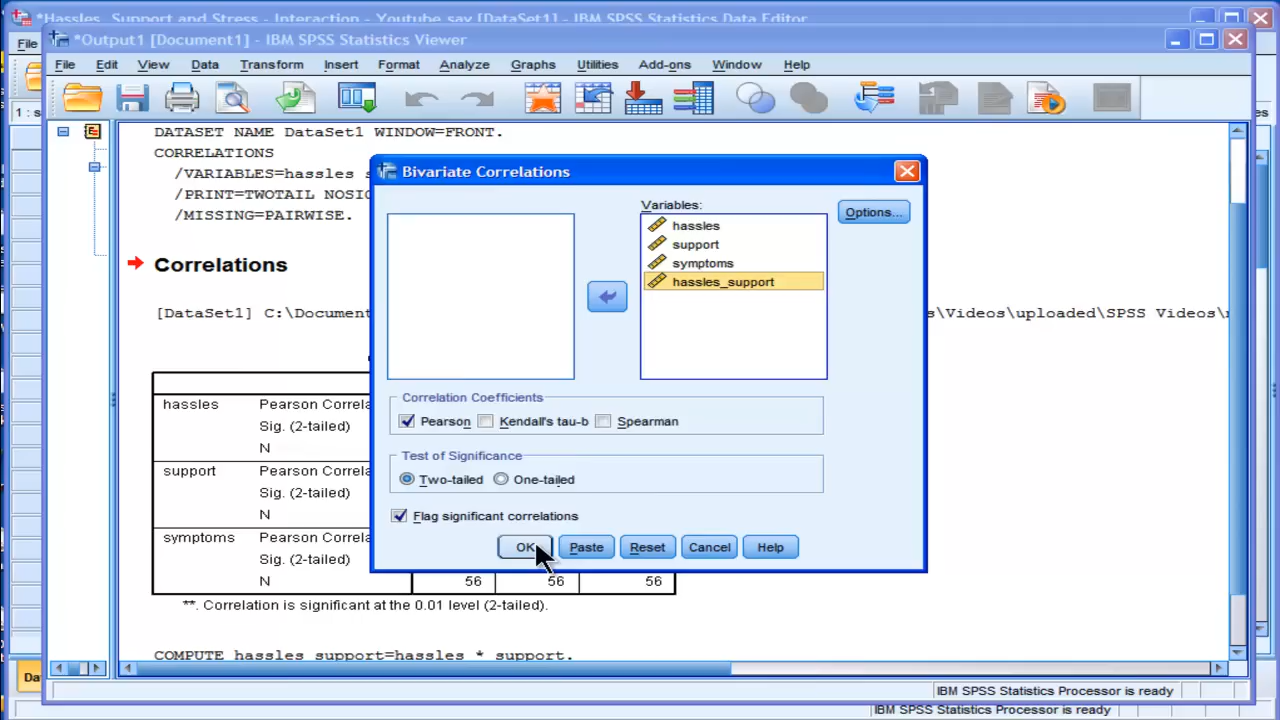 *Hassles, Support and Stress - Interaction - Youtube.sav [DataSet1] - IBM SPSS Statistics Data Editor
File
*Output1 [Document1] - IBM SPSS Statistics Viewer
File Edit View Data Transform Insert Format Analyze Graphs Utilities Add-ons Window Help
1 : s
es
DATASET NAME DataSet1 WINDOW=FRONT.
CORRELATIONS
/VARIABLES=hassles s
/PRINT=TWOTAIL NOSIG
/MISSING=PAIRWISE.
Correlations
[DataSet1] C:\Document
s\Videos\uploaded\SPSS Videos\
Bivariate Correlations
Variables:
hassles
support
symptoms
hassles_support
Options...
Correlation Coefficients
Pearson Kendall's tau-b Spearman
Test of Significance
Two-tailed One-tailed
Flag significant correlations
OK Paste Reset Cancel Help
hassles Pearson Correla
Sig. (2-tailed)
N
support Pearson Correla
Sig. (2-tailed)
N
symptoms Pearson Correla
Sig. (2-tailed)
N 56 56 56
**. Correlation is significant at the 0.01 level (2-tailed).
COMPUTE hassles_support=hassles * support.
Da
IBM SPSS Statistics Processor is ready
IBM SPSS Statistics Processor is ready